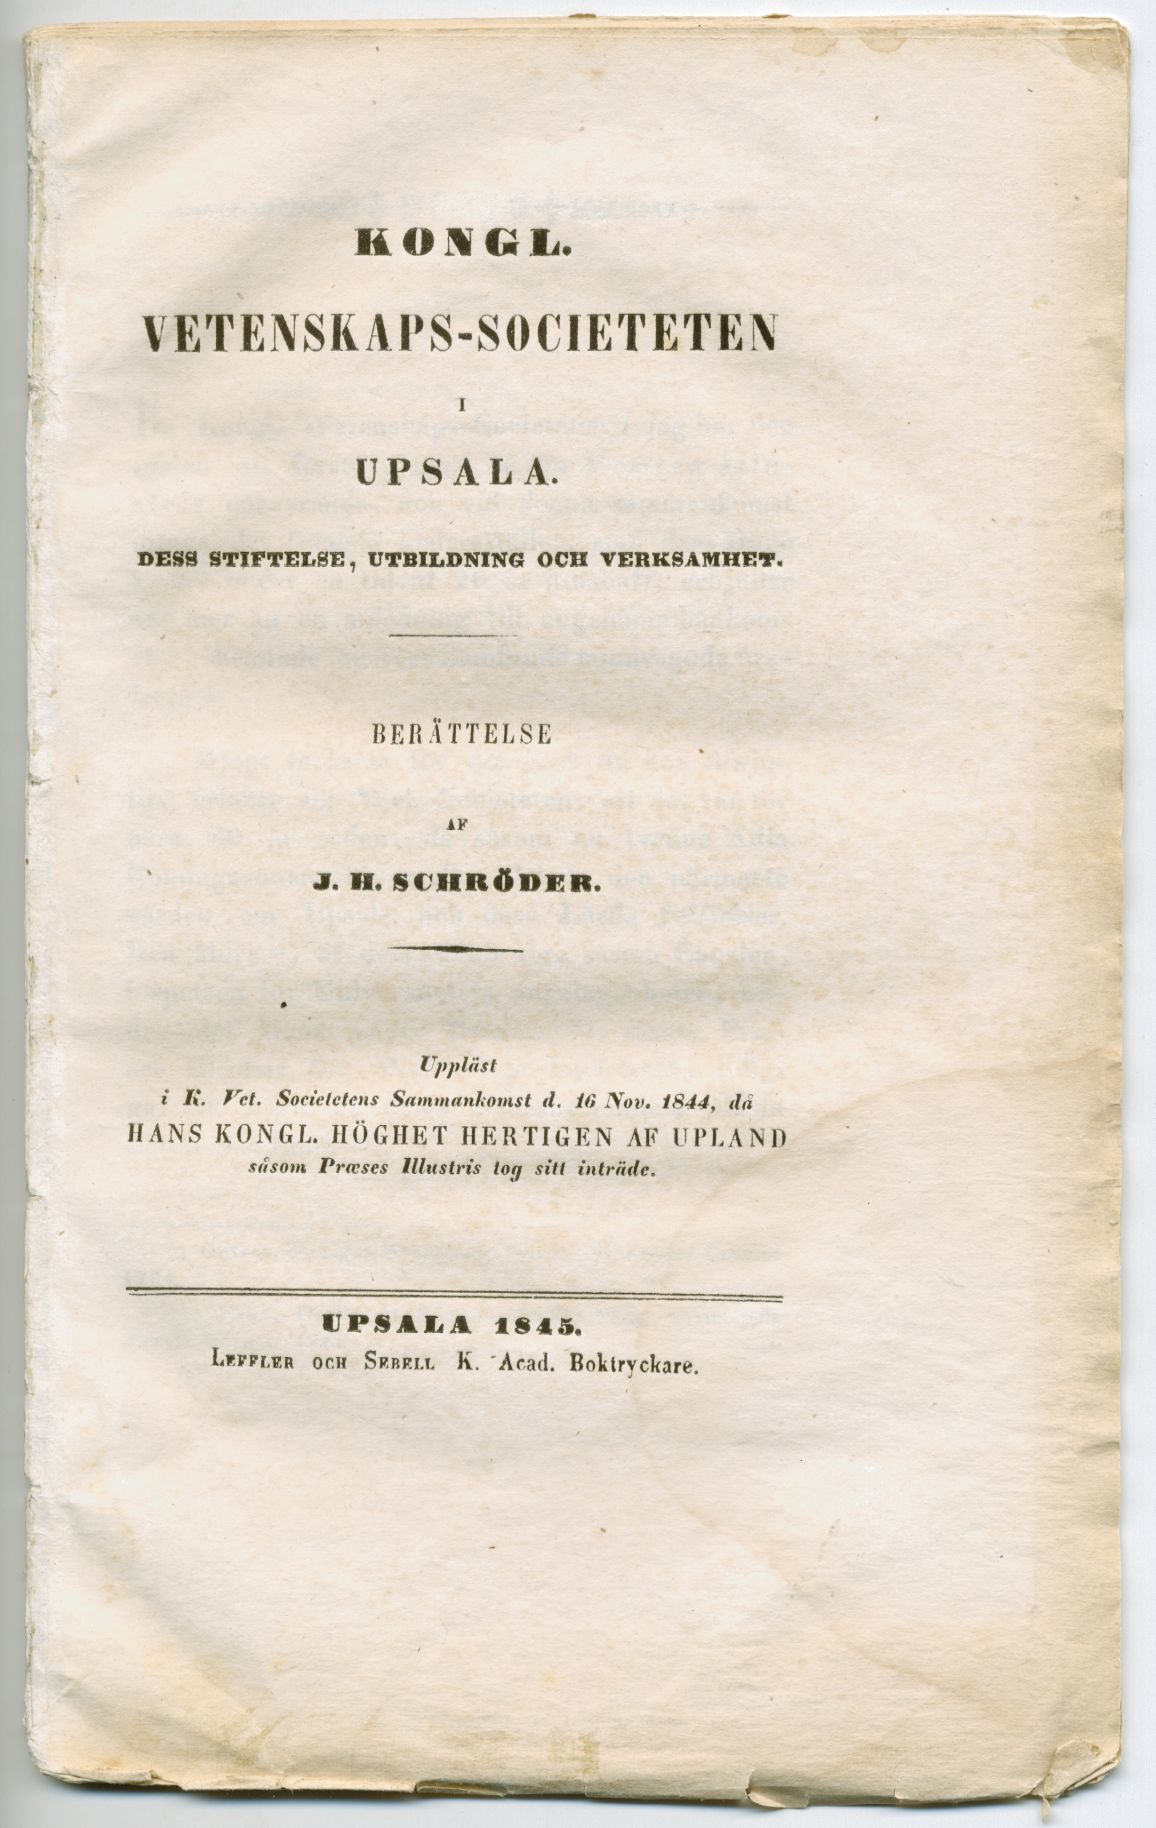 KONGL.
VETENSKAPS-SOCIETETEN
I
UPSALA.
DESS STIFTELSE, UTBILDNING OCH VERKSAMHET.
BERÄTTELSE
AF
J. H. SCHRÖDER.
Uppläst
i K. Vet. Societetens Sammankomst d. 16 Nov. 1844, då
HANS KONGL. HÖGHET HERTIGEN AF UPLAND
såsom Præses Illustris tog sitt inträde.
UPSALA 1845.
LEFFLER OCH SEBELL K. Acad. Boktryckare.